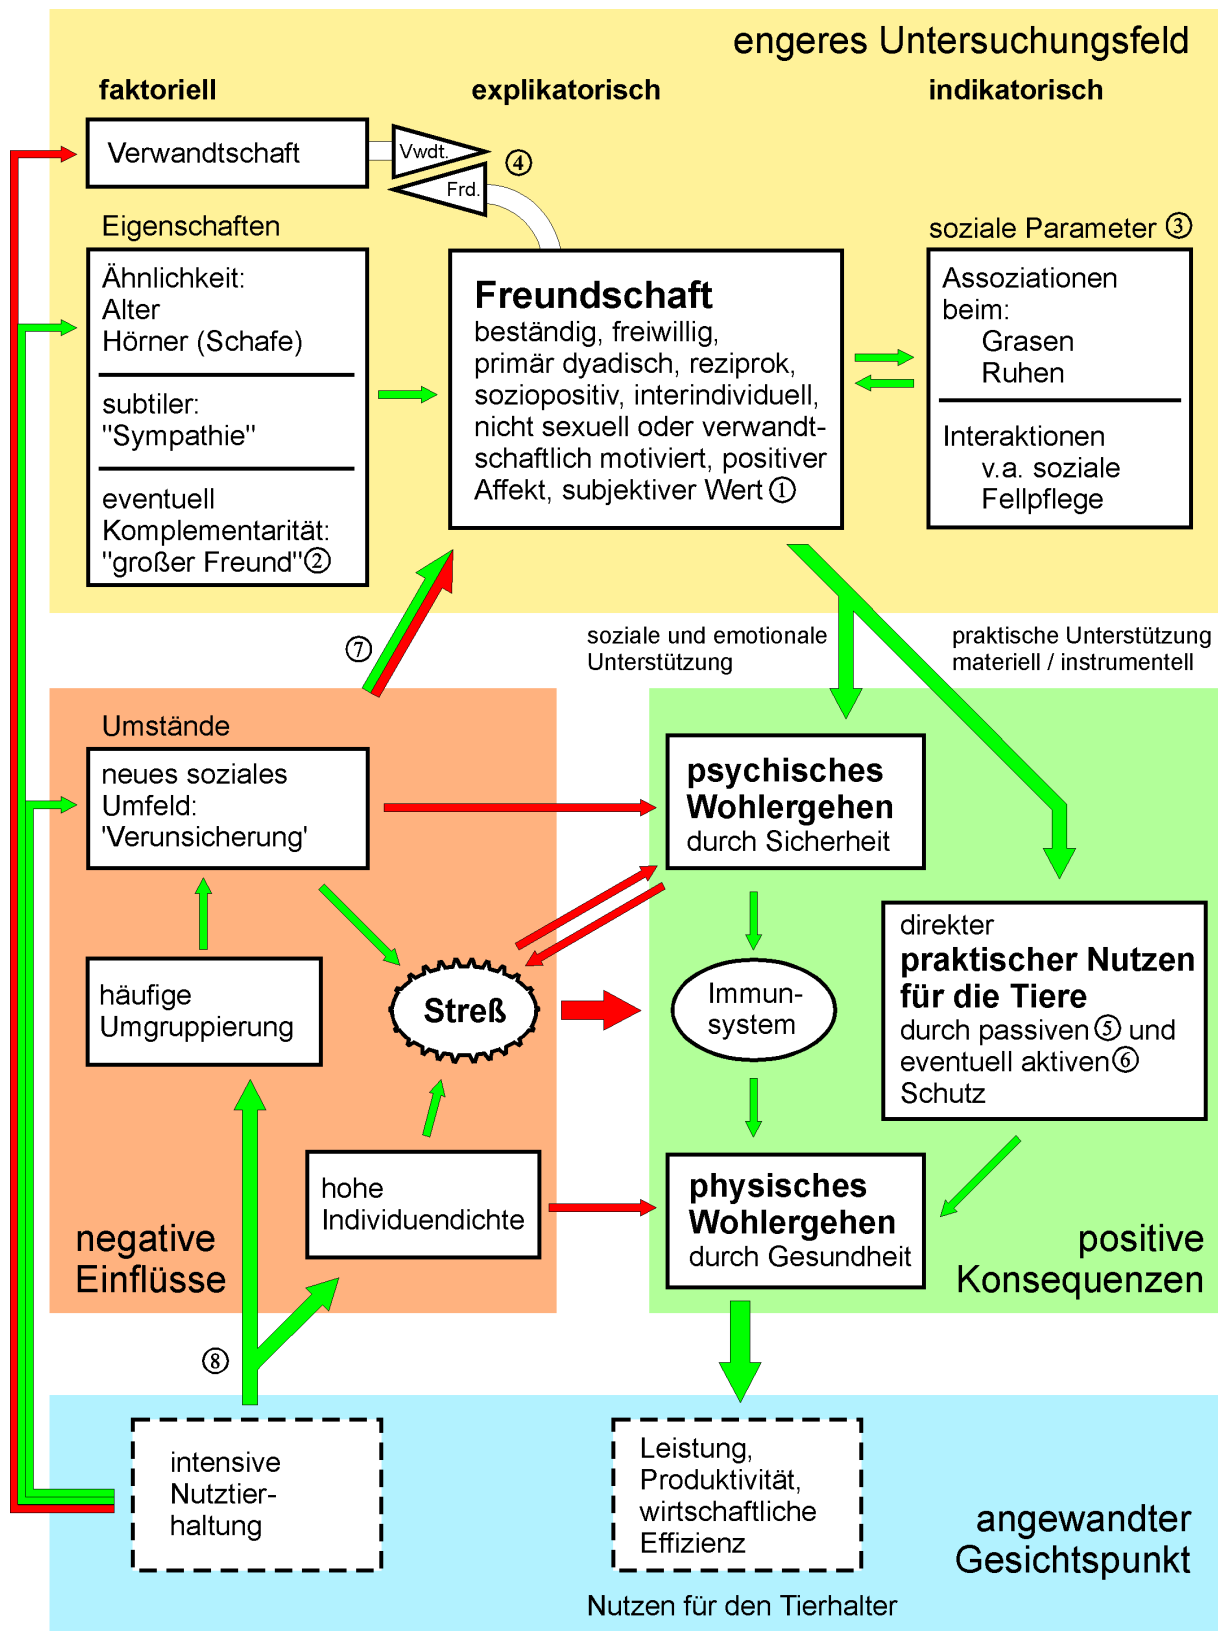 engeres Untersuchungsfeld
faktoriell
explikatorisch
indikatorisch
Verwandtschaft
Vwdt.
④
Frd.
Eigenschaften
Ähnlichkeit:
Alter
Hörner (Schafe)
subtiler:
"Sympathie"
eventuell
Komplementarität:
"großer Freund"②
Freundschaft
beständig, freiwillig,
primär dyadisch, reziprok,
soziopositiv, interindividuell,
nicht sexuell oder verwandt-
schaftlich motiviert, positiver
Affekt, subjektiver Wert ①
soziale Parameter ③
Assoziationen
beim:
Grasen
Ruhen
Interaktionen
v.a. soziale
Fellpflege
⑦
soziale und emotionale
Unterstützung
praktische Unterstützung
materiell / instrumentell
Umstände
neues soziales
Umfeld:
'Verunsicherung'
häufige
Umgruppierung
Streß
hohe
Individuendichte
negative
Einflüsse
psychisches
Wohlergehen
durch Sicherheit
Immun-
system
direkter
praktischer Nutzen
für die Tiere
durch passiven ⑤ und
eventuell aktiven ⑥
Schutz
physisches
Wohlergehen
durch Gesundheit
positive
Konsequenzen
⑧
intensive
Nutztier-
haltung
Leistung,
Produktivität,
wirtschaftliche
Effizienz
angewandter
Gesichtspunkt
Nutzen für den Tierhalter